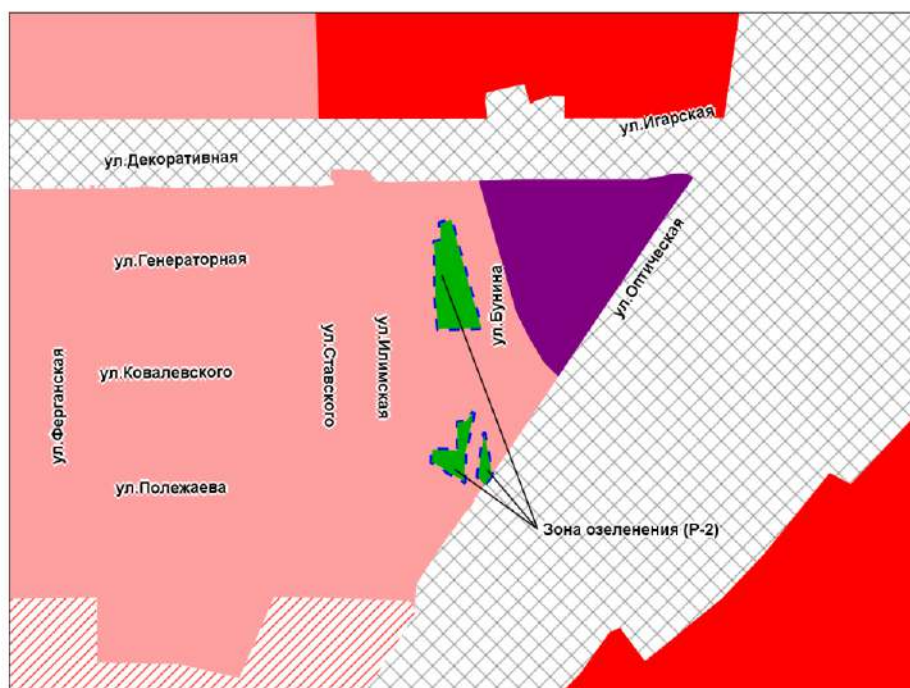 ул.Игарская
ул.Декоративная
ул.Генераторная
ул.Оптическая
ул.Бунина
ул.Ставского
ул.Илимская
ул.Ковалевского
ул.Ферганская
ул.Полежаева
Зона озеленения (Р-2)